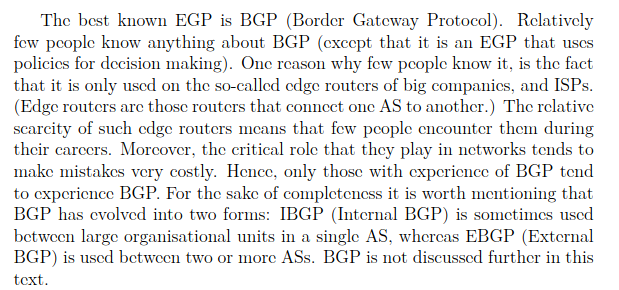 The best known EGP is BGP (Border Gateway Protocol). Relatively
few people know anything about BGP (except that it is an EGP that uses
policies for decision making). One reason why few people know it, is the fact
that it is only used on the so-called edge routers of big companies, and ISPs.
(Edge routers are those routers that connect one AS to another.) The relative
scarcity of such edge routers means that few people encounter them during
their careers. Moreover, the critical role that they play in networks tends to
make mistakes very costly. Hence, only those with experience of BGP tend
to experience BGP. For the sake of completeness it is worth mentioning that
BGP has evolved into two forms: IBGP (Internal BGP) is sometimes used
between large organisational units in a single AS, whereas EBGP (External
BGP) is used between two or more ASs. BGP is not discussed further in this
text.